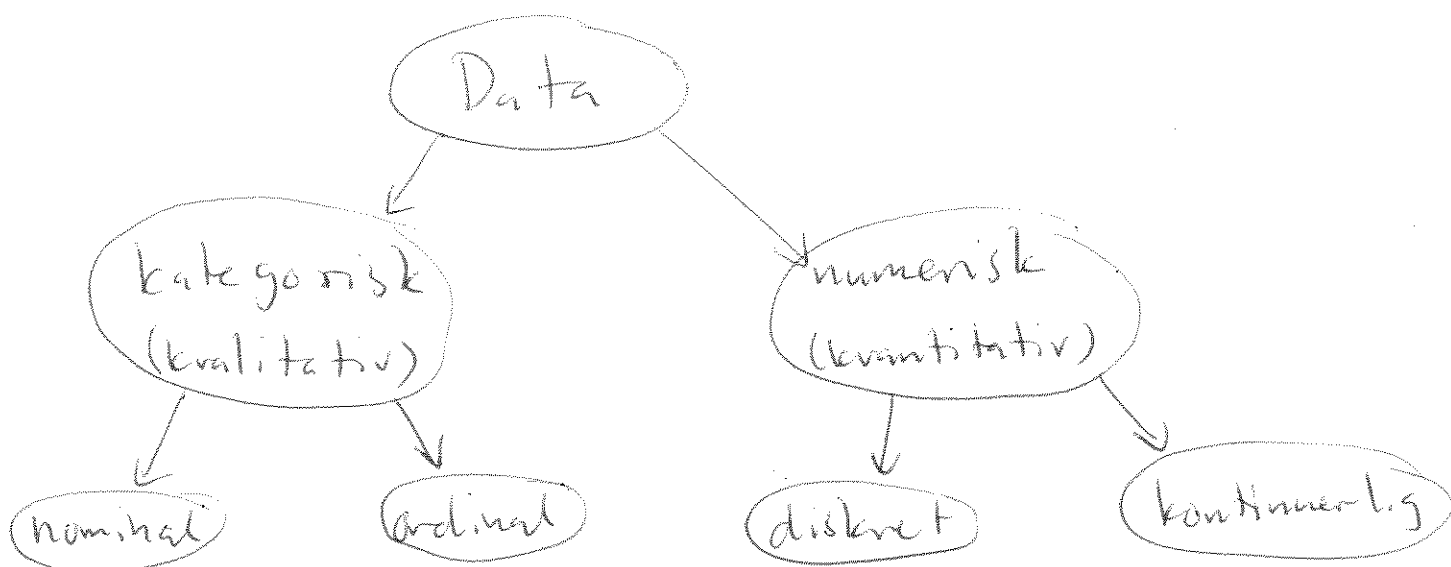 Data
kategorisk
(kvalitativ)
numerisk
(kvantitativ)
nominal
ordinal
diskret
kontinuerlig